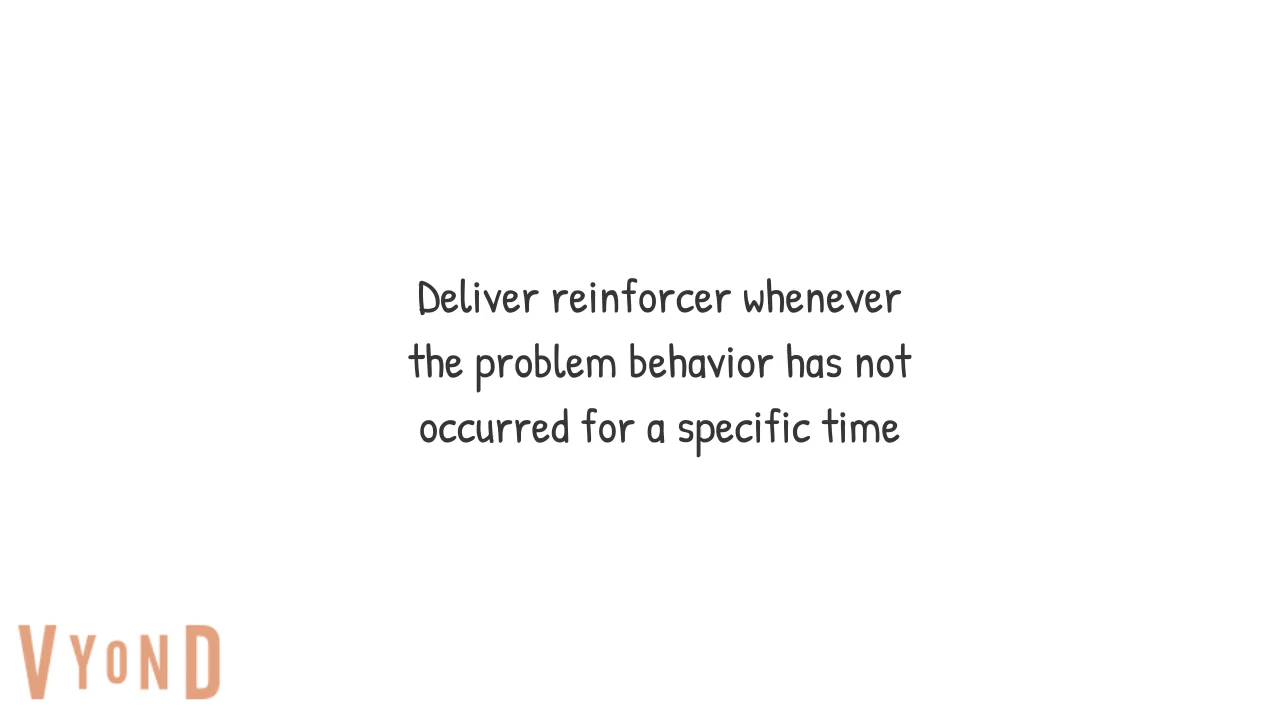 Deliver reinforcer whenever
the problem behavior has not
occurred for a specific time
VYOND